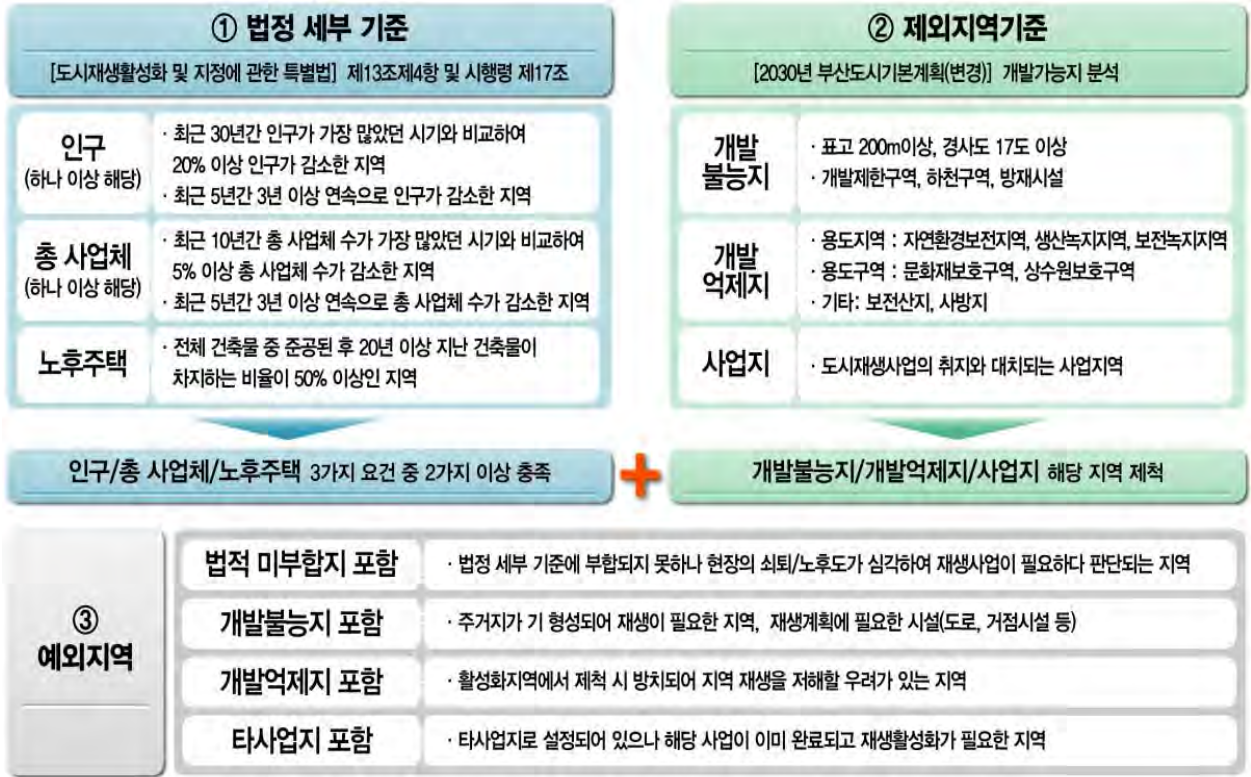 ① 법정 세부 기준
[도시재생활성화 및 지정에 관한 특별법] 제13조제4항 및 시행령 제17조
인구
(하나 이상 해당)
· 최근 30년간 인구가 가장 많았던 시기와 비교하여
20% 이상 인구가 감소한 지역
· 최근 5년간 3년 이상 연속으로 인구가 감소한 지역
총 사업체
(하나 이상 해당)
· 최근 10년간 총 사업체 수가 가장 많았던 시기와 비교하여
5% 이상 총 사업체 수가 감소한 지역
· 최근 5년간 3년 이상 연속으로 총 사업체 수가 감소한 지역
노후주택
· 전체 건축물 중 준공된 후 20년 이상 지난 건축물이
차지하는 비율이 50% 이상인 지역
인구/총 사업체/노후주택 3가지 요건 중 2가지 이상 충족
② 제외지역기준
[2030년 부산도시기본계획(변경)] 개발가능지 분석
개발
불능지
· 표고 200m이상, 경사도 17도 이상
· 개발제한구역, 하천구역, 방재시설
개발
억제지
· 용도지역 : 자연환경보전지역, 생산녹지지역, 보전녹지지역
· 용도구역 : 문화재보호구역, 상수원보호구역
· 기타: 보전산지, 사방지
사업지
· 도시재생사업의 취지와 대치되는 사업지역
+
개발불능지/개발억제지/사업지 해당 지역 제척
③
예외지역
법적 미부합지 포함
· 법정 세부 기준에 부합되지 못하나 현장의 쇠퇴/노후도가 심각하여 재생사업이 필요하다 판단되는 지역
개발불능지 포함
· 주거지가 기 형성되어 재생이 필요한 지역, 재생계획에 필요한 시설(도로, 거점시설 등)
개발억제지 포함
· 활성화지역에서 제척 시 방치되어 지역 재생을 저해할 우려가 있는 지역
타사업지 포함
· 타사업지로 설정되어 있으나 해당 사업이 이미 완료되고 재생활성화가 필요한 지역